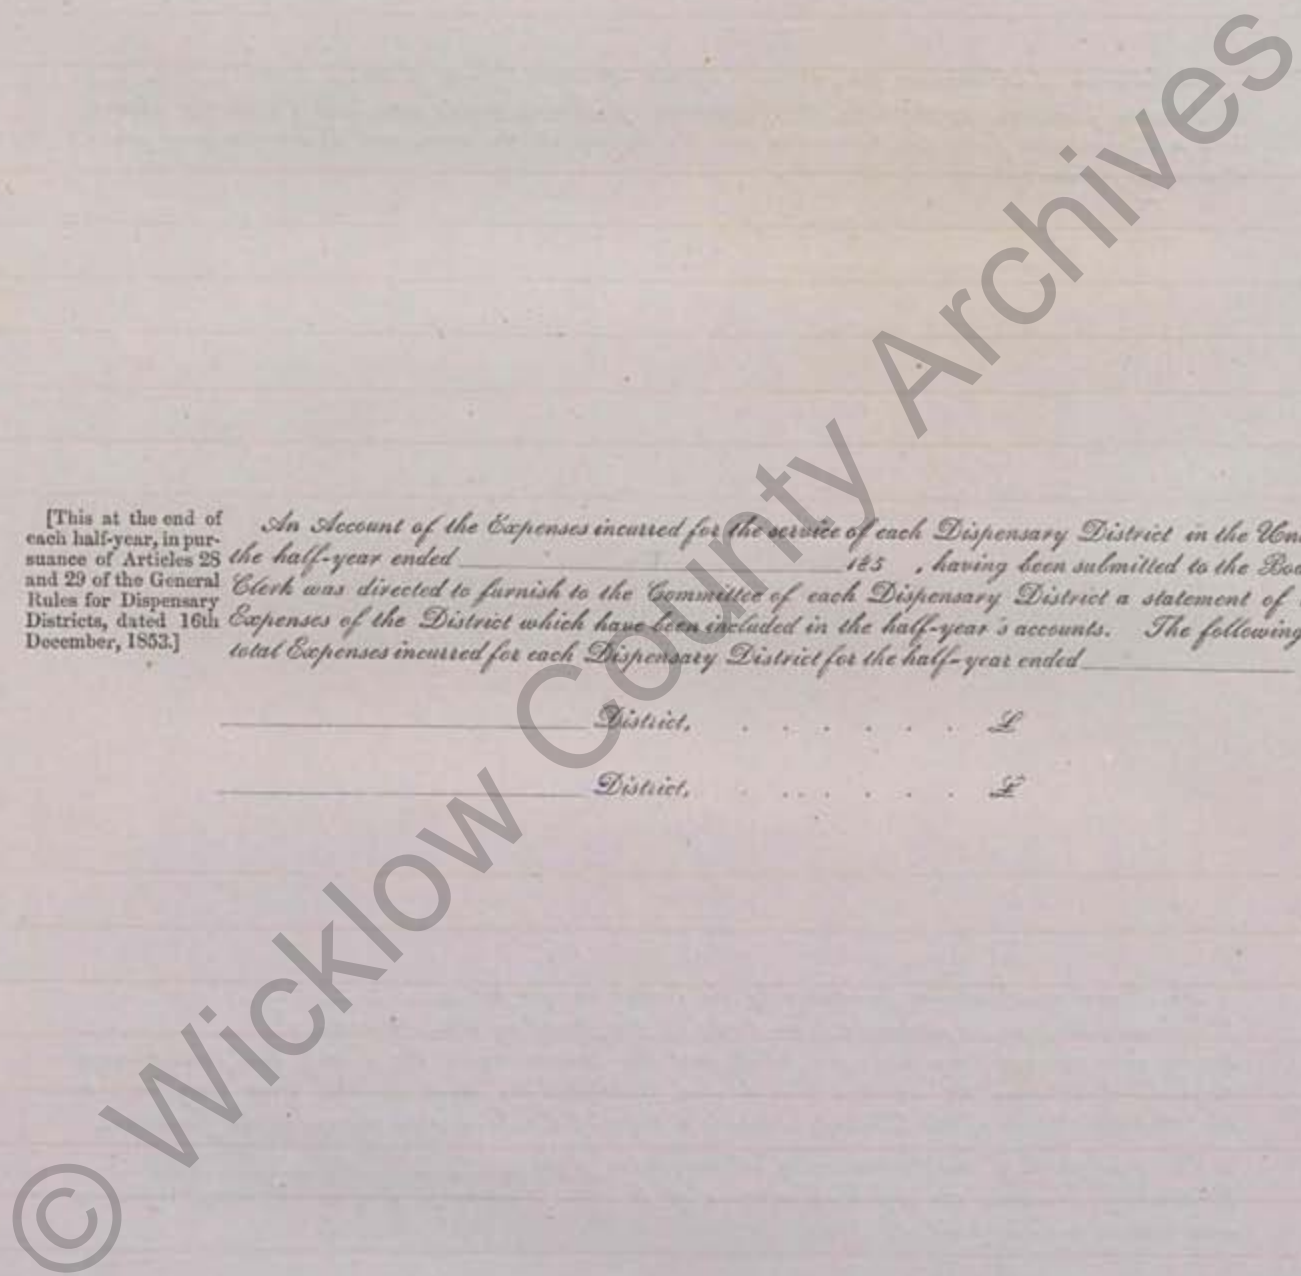 [This at the end of
each half-year, in pur-
suance of Articles 28
and 29 of the General
Rules for Dispensary
Districts, dated 16th
December, 1853.]
An Account of the Expenses incurred for the service of each Dispensary District in the Uni
the half-year ended 185 , having been submitted to the Boa
Clerk was directed to furnish to the Committee of each Dispensary District a statement of
Expenses of the District which have been included in the half-year's accounts. The following
total Expenses incurred for each Dispensary District for the half-year ended
District, . . . . . . £
District, . . . . . . £
© Wicklow County Archives